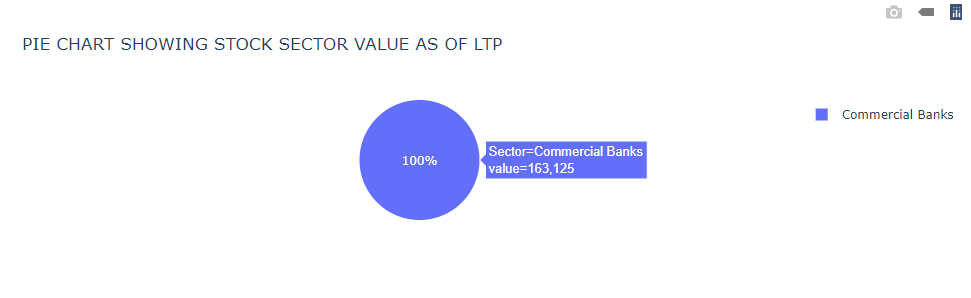 PIE CHART SHOWING STOCK SECTOR VALUE AS OF LTP
Commercial Banks
100%
Sector=Commercial Banks
value=163,125